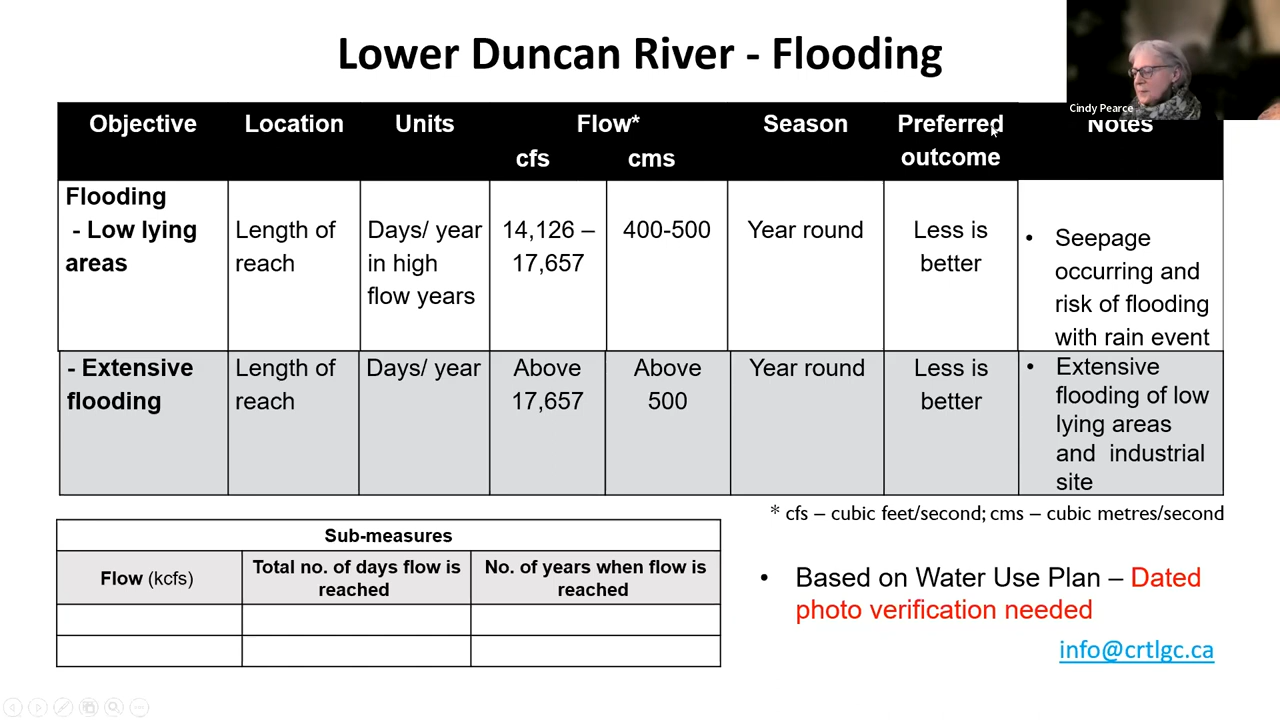 Lower Duncan River - Flooding
Cindy Pearce
Objective
Location
Units
Flow*
cfs
cms
Season
Preferred
outcome
Notes
Flooding
- Low lying
areas
Length of
reach
Days/ year
in high
flow years
14,126 –
17,657
400-500
Year round
Less is
better
• Seepage
occurring and
risk of flooding
with rain event
- Extensive
flooding
Length of
reach
Days/ year
Above
17,657
Above
500
Year round
Less is
better
• Extensive
flooding of low
lying areas
and industrial
site
* cfs – cubic feet/second; cms – cubic metres/second
Sub-measures
Flow (kcfs)
Total no. of days flow is
reached
No. of years when flow is
reached
• Based on Water Use Plan – Dated
photo verification needed
info@crtlgc.ca